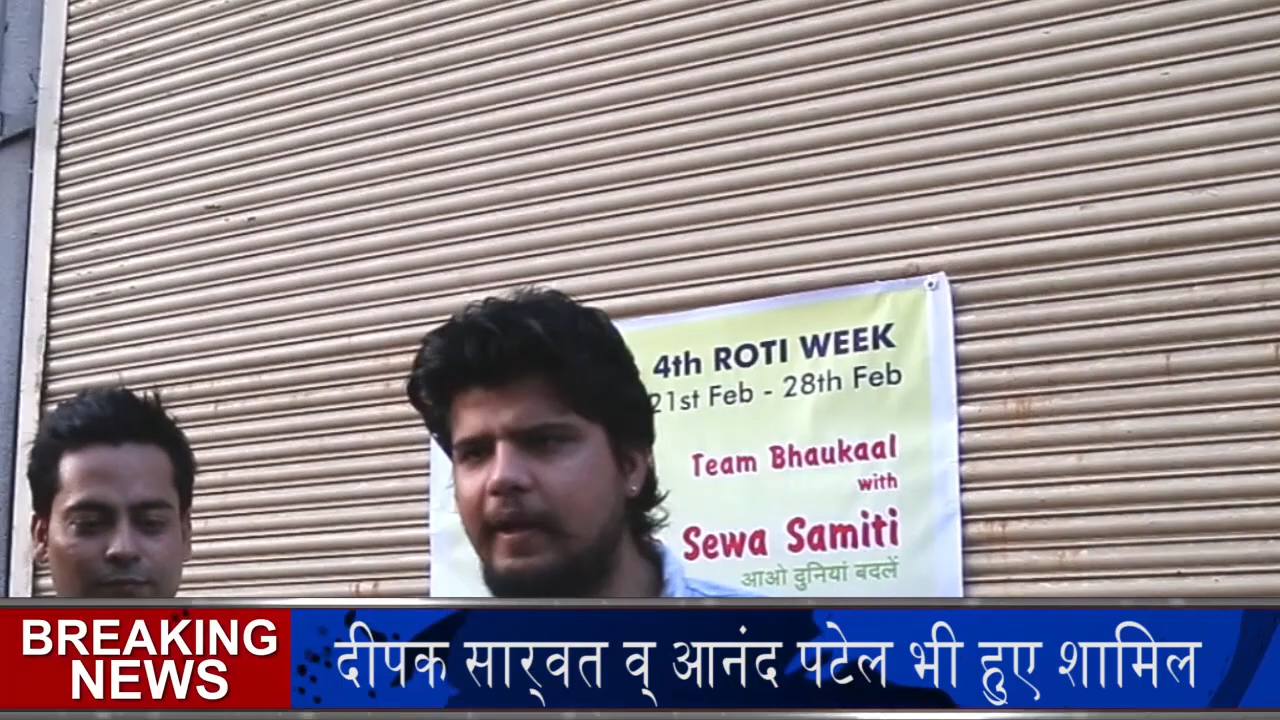 4th ROTI WEEK
21st Feb - 28th Feb
Team Bhaukaal
with
Sewa Samiti
आओ दुनियां बदलें
BREAKING
NEWS
दीपक सार्‍वत व् आनंद पटेल भी हुए शामिल